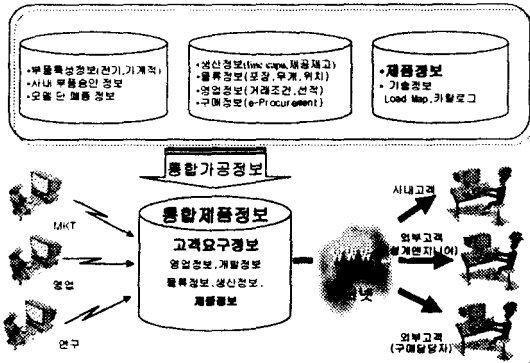 • 부품특성정보(전기,기계적)
• 사내 부품승인 정보
• 모델 단 제품 정보
• 생산정보(line capa,재공재고)
• 물류정보(포장,무게,위치)
• 영업정보(거래조건,선적)
• 구매정보(e-Procurement)
• 제품정보
• 기술정보
Load Map,카탈로그
통합가공정보
통합제품정보
고객요구정보
영업정보,개발정보
물류정보,생산정보,
제품정보
MKT
영업
연구
사내고객
외부고객
(설계엔지니어)
외부고객
(구매담당자)